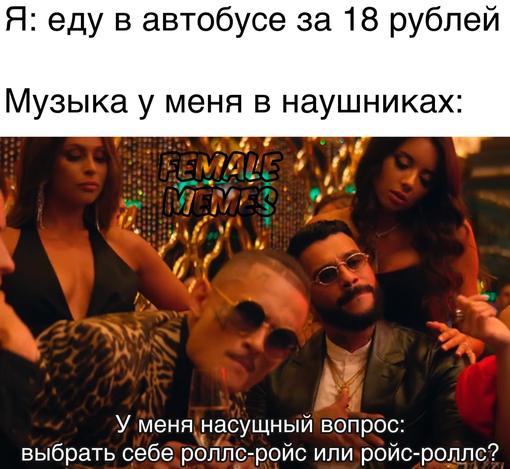 Я: еду в автобусе за 18 рублей
Музыка у меня в наушниках:
FEMALE
MEMES
У меня насущный вопрос:
выбрать себе роллс-ройс или ройс-роллс?